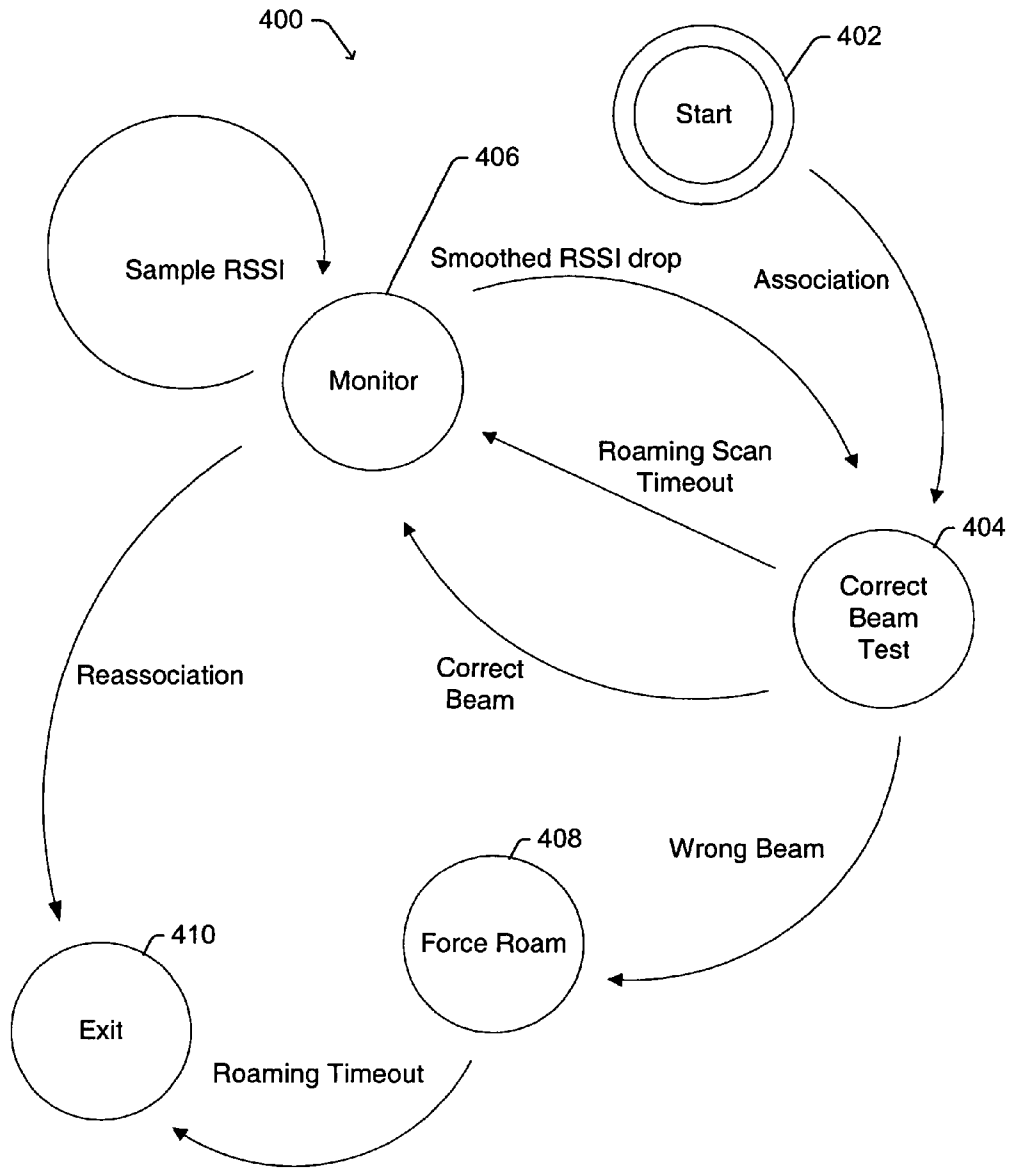 400
402
Start
406
Smoothed RSSI drop
Sample RSSI
Association
Monitor
Roaming Scan
Timeout
404
Correct
Beam
Test
Correct
Beam
Reassociation
408
Wrong Beam
410
Force Roam
Exit
Roaming Timeout